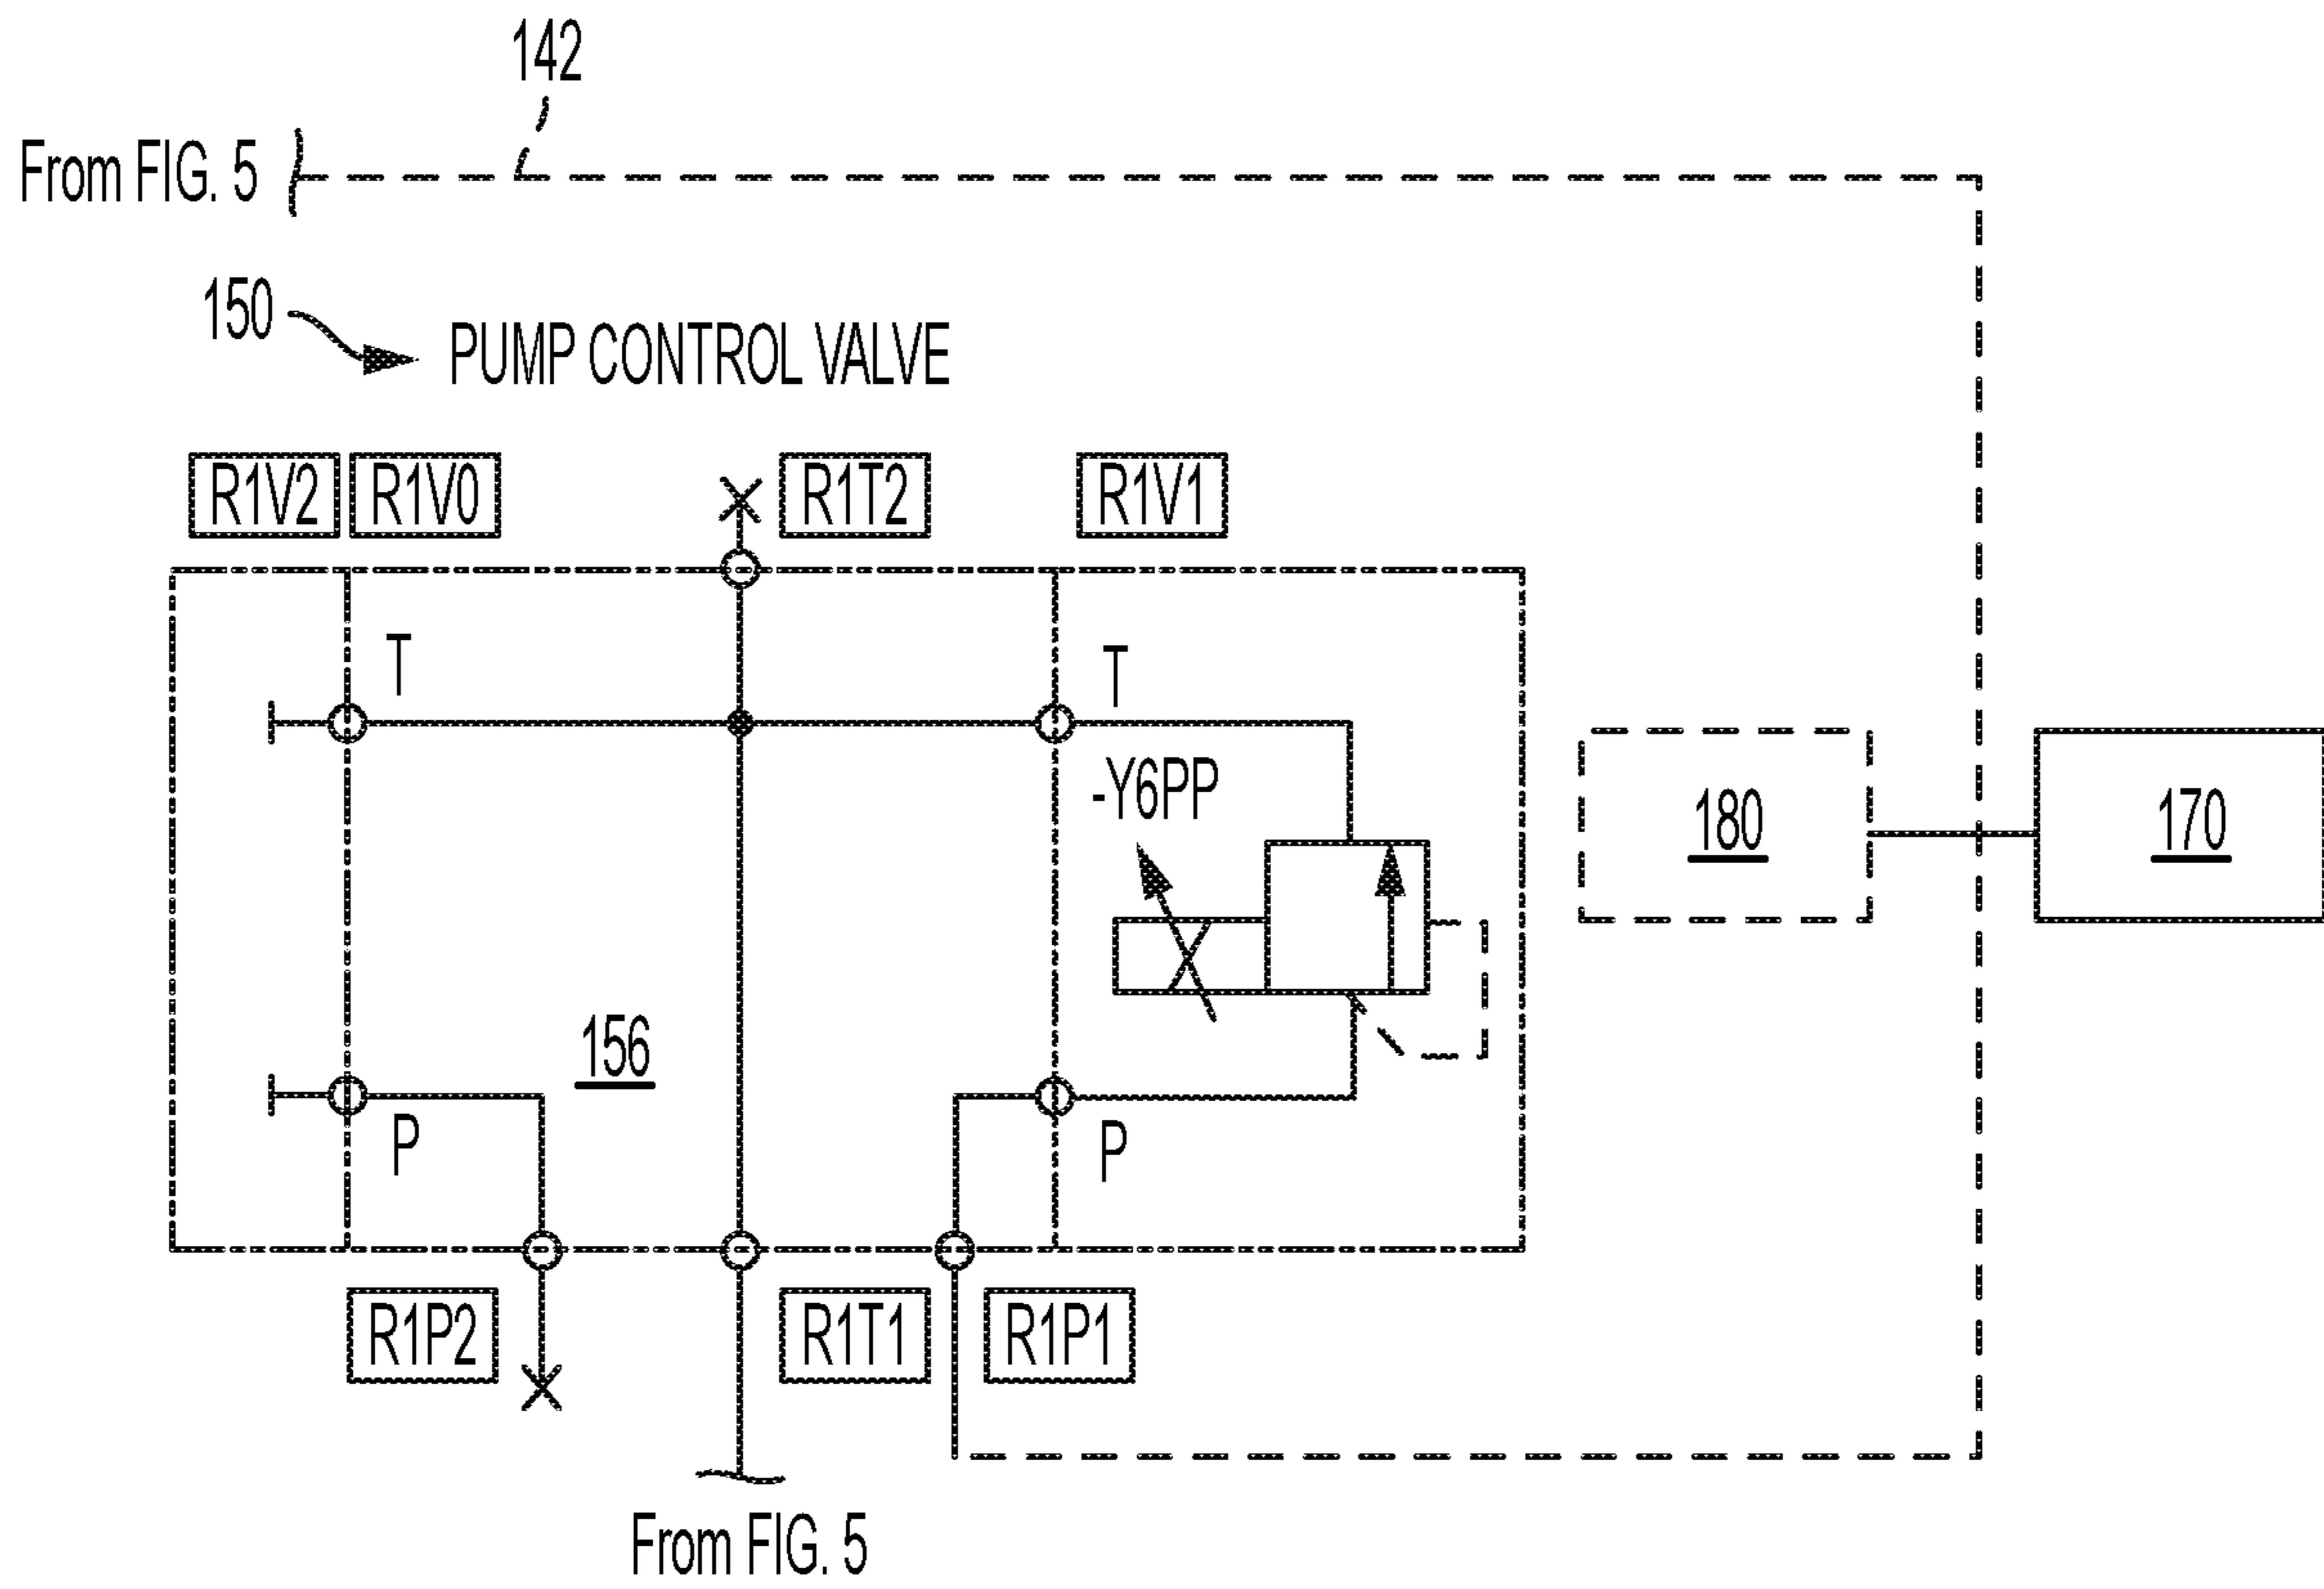 142
From FIG. 5
150
PUMP CONTROL VALVE
R1V2 R1V0 R1T2 R1V1
T T
-Y6PP
180 170
156
P P
R1P2 R1T1 R1P1
From FIG. 5